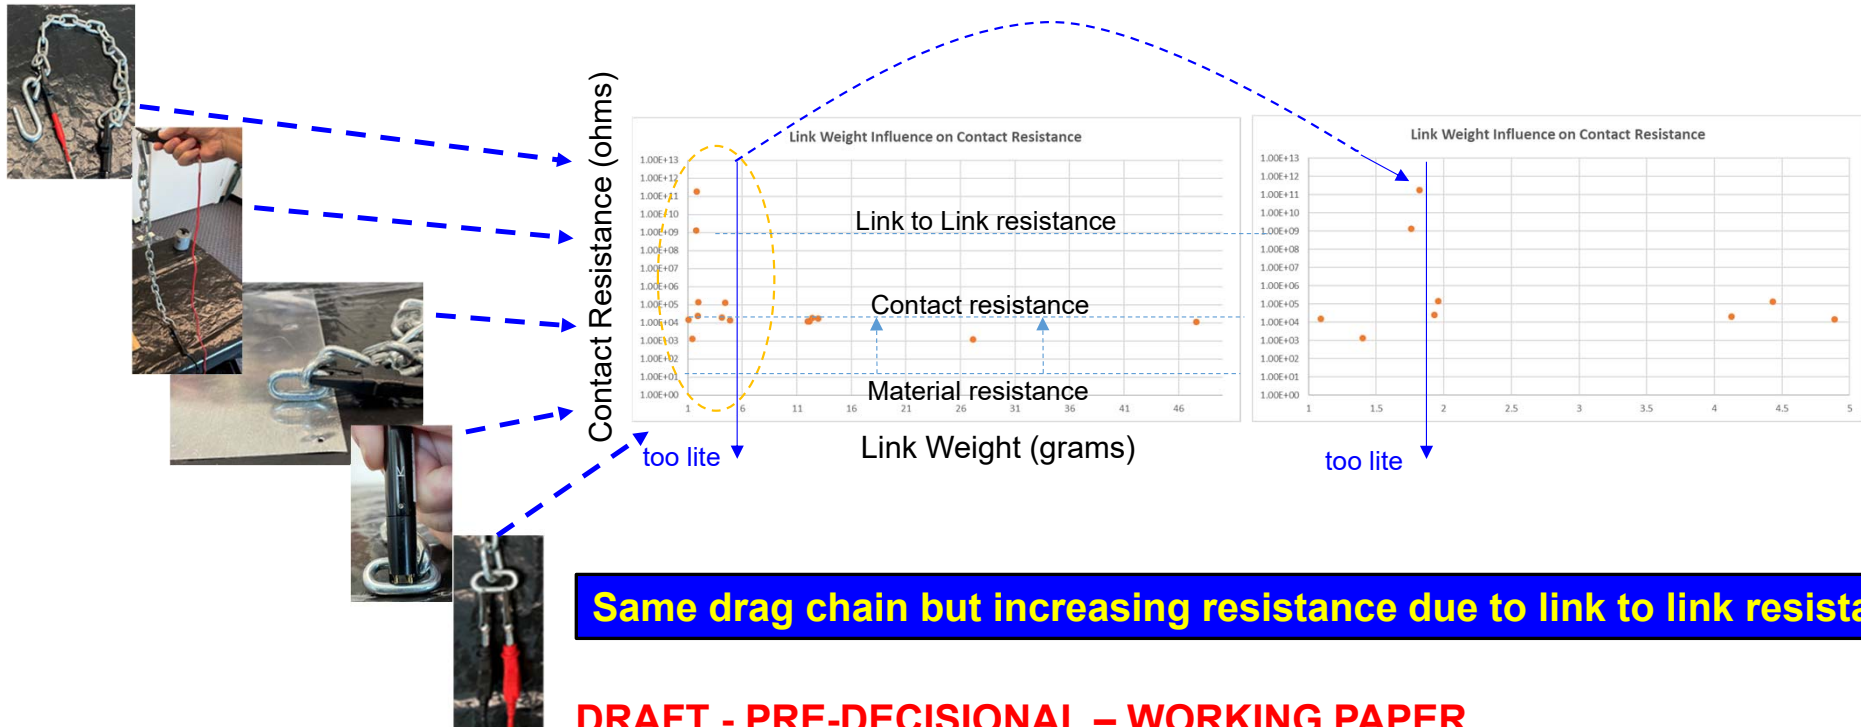 Contact Resistance (ohms)
Link Weight Influence on Contact Resistance
1.00E+13
1.00E+12
1.00E+11
1.00E+10
1.00E+09
1.00E+08
1.00E+07
1.00E+06
1.00E+05
1.00E+04
1.00E+03
1.00E+02
1.00E+01
1.00E+00
Link to Link resistance
Contact resistance
Material resistance
1 6 11 16 21 26 31 36 41 46
too lite
Link Weight (grams)
Link Weight Influence on Contact Resistance
1.00E+13
1.00E+12
1.00E+11
1.00E+10
1.00E+09
1.00E+08
1.00E+07
1.00E+06
1.00E+05
1.00E+04
1.00E+03
1.00E+02
1.00E+01
1.00E+00
1 1.5 2 2.5 3 3.5 4 4.5 5
too lite
Same drag chain but increasing resistance due to link to link resista
DRAFT - PRE-DECISIONAL – WORKING PAPER